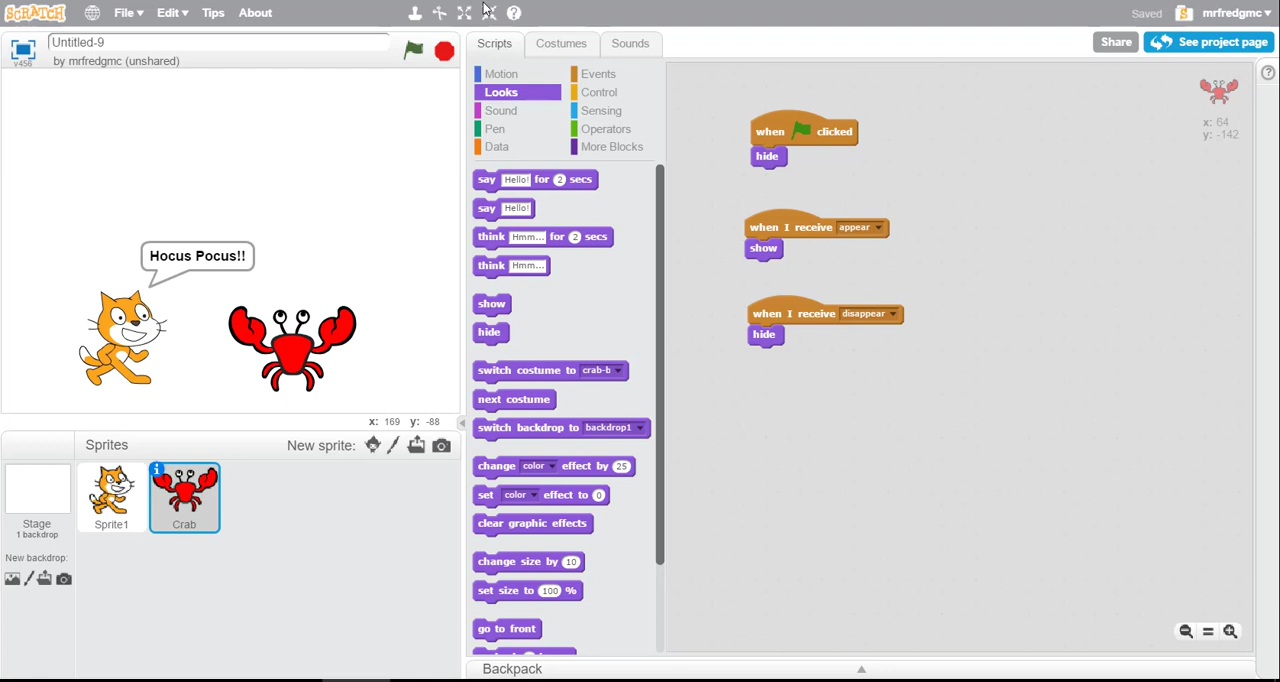 SCRATCH File Edit Tips About Saved mrfredgmc
v456 Untitled-9 Scripts Costumes Sounds Share See project page
by mrfredgmc (unshared)
Motion Events
Looks Control
Sound Sensing
Pen Operators
Data More Blocks
x: 64
y: -142
when clicked
hide
when I receive appear
show
when I receive disappear
hide
say Hello! for 2 secs
say Hello!
think Hmm... for 2 secs
think Hmm...
show
hide
switch costume to crab-b
next costume
switch backdrop to backdrop1
change color effect by 25
set color effect to 0
clear graphic effects
change size by 10
set size to 100 %
go to front
Hocus Pocus!!
x: 169 y: -88
Sprites New sprite:
Stage
1 backdrop
Sprite1
Crab
New backdrop:
Backpack